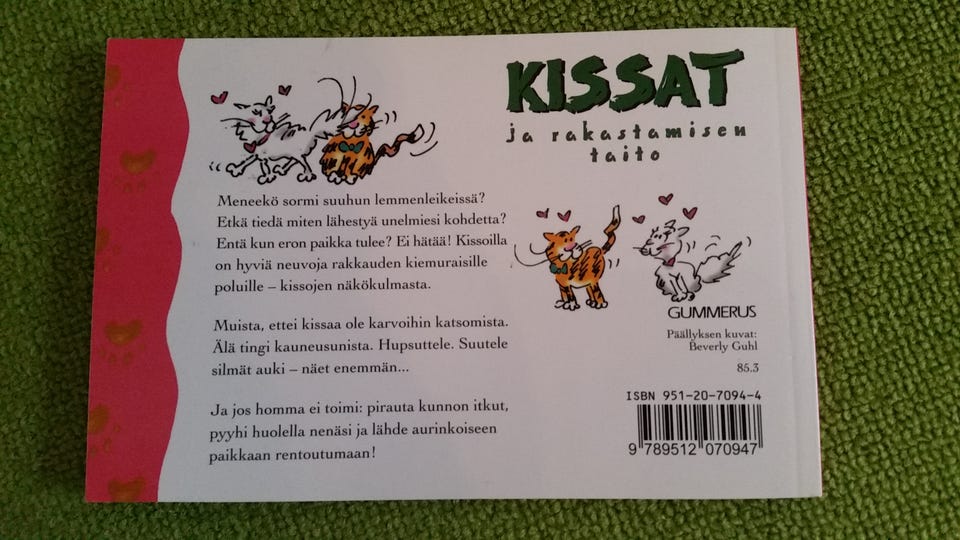 KISSAT
ja rakastamisen
taito
Meneekö sormi suuhun lemmenleikeissä?
Etkä tiedä miten lähestyä unelmiesi kohdetta?
Entä kun eron paikka tulee? Ei hätää! Kissoilla
on hyviä neuvoja rakkauden kiemuraisille
poluille – kissojen näkökulmasta.
Muista, ettei kissaa ole karvoihin katsomista.
Älä tingi kauneusunista. Hupsuttele. Suutele
silmät auki – näet enemmän...
Ja jos homma ei toimi: pirauta kunnon itkut,
pyyhi huolella nenäsi ja lähde aurinkoiseen
paikkaan rentoutumaan!
GUMMERUS
Päällyksen kuvat:
Beverly Guhl
85.3
ISBN 951-20-7094-4
9 789512 070947